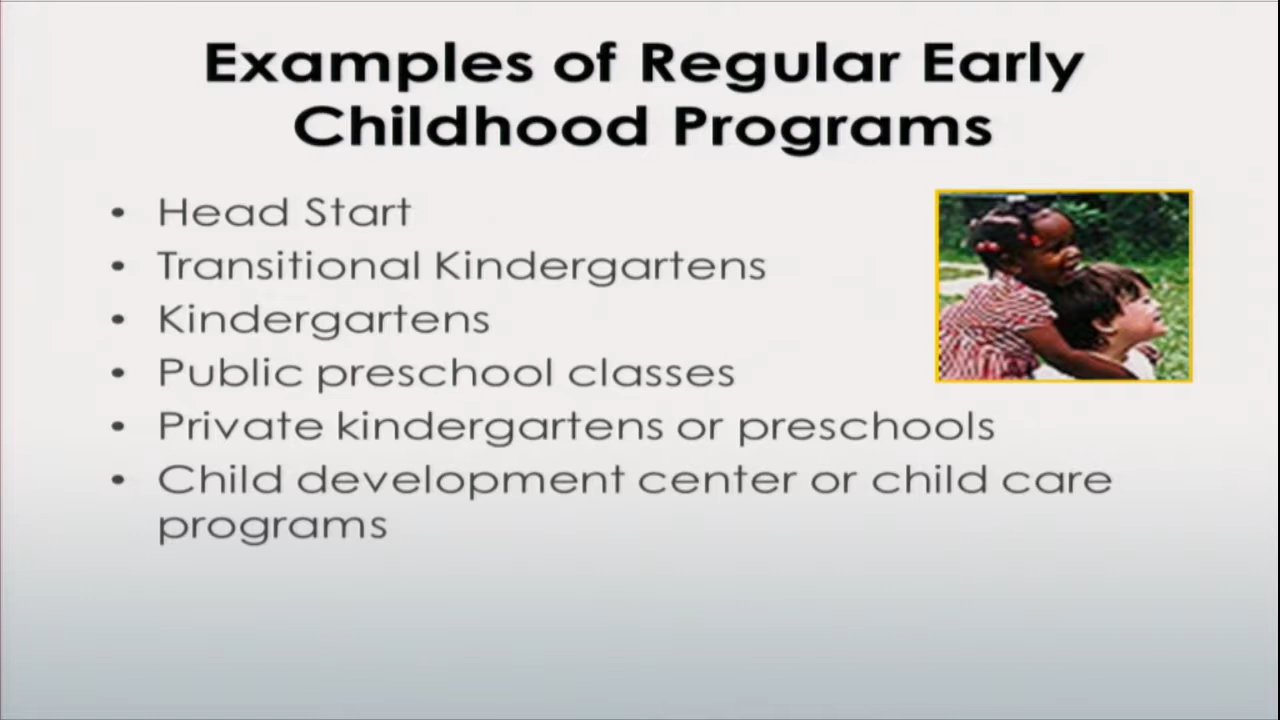 Examples of Regular Early
Childhood Programs
• Head Start
• Transitional Kindergartens
• Kindergartens
• Public preschool classes
• Private kindergartens or preschools
• Child development center or child care
programs